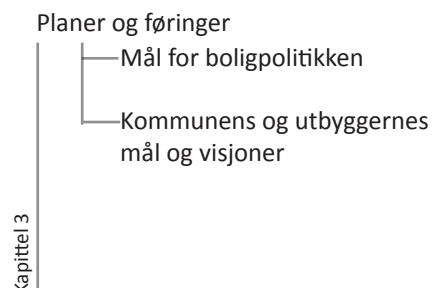 Planer og føringer
Mål for boligpolitikken
Kommunens og utbyggernes
mål og visjoner
Kapittel 3